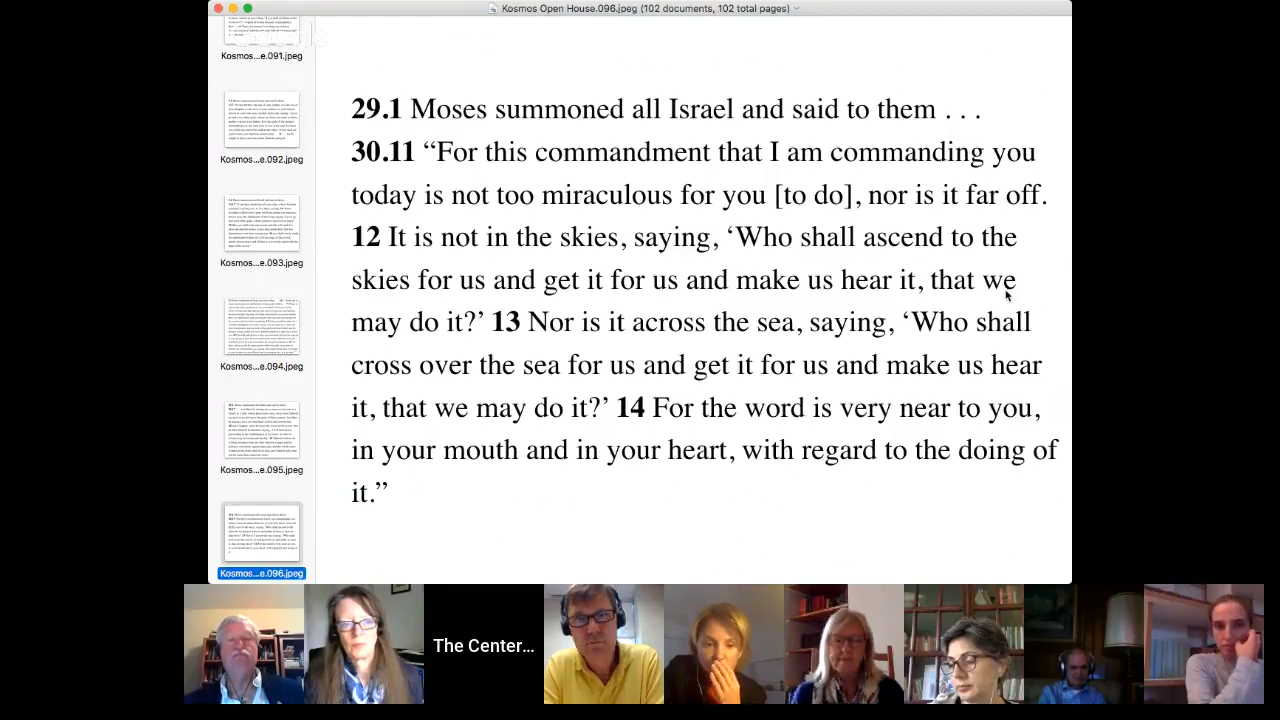 Kosmos Open House.096.jpeg (102 documents, 102 total pages)
Kosmos...e.091.jpeg
Kosmos...e.092.jpeg
Kosmos...e.093.jpeg
Kosmos...e.094.jpeg
Kosmos...e.095.jpeg
Kosmos...e.096.jpeg
29.1 Moses summoned all Israel and said to them . . .
30.11 “For this commandment that I am commanding you
today is not too miraculous for you [to do], nor is it far off.
12 It is not in the skies, saying, ‘Who shall ascent to the
skies for us and get it for us and make us hear it, that we
may do it?’ 13 Nor is it across the sea, saying, ‘Who shall
cross over the sea for us and get it for us and make us hear
it, that we may do it?’ 14 For the word is very near to you,
in your mouth and in your heart, with regard to the doing of
it.”
The Center...